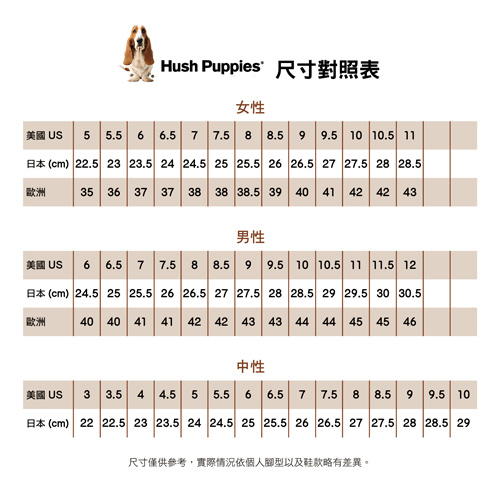 Hush Puppies® 尺寸對照表
女性
美國 US 5 5.5 6 6.5 7 7.5 8 8.5 9 9.5 10 10.5 11
日本 (cm) 22.5 23 23.5 24 24.5 25 25.5 26 26.5 27 27.5 28 28.5
歐洲 35 36 37 37 38 38 38.5 39 40 41 42 42 43
男性
美國 US 6 6.5 7 7.5 8 8.5 9 9.5 10 10.5 11 11.5 12
日本 (cm) 24.5 25 25.5 26 26.5 27 27.5 28 28.5 29 29.5 30 30.5
歐洲 40 40 41 41 42 42 43 43 44 44 45 45 46
中性
美國 US 3 3.5 4 4.5 5 5.5 6 6.5 7 7.5 8 8.5 9 9.5 10
日本 (cm) 22 22.5 23 23.5 24 24.5 25 25.5 26 26.5 27 27.5 28 28.5 29
尺寸僅供參考，實際情況依個人腳型以及鞋款略有差異。